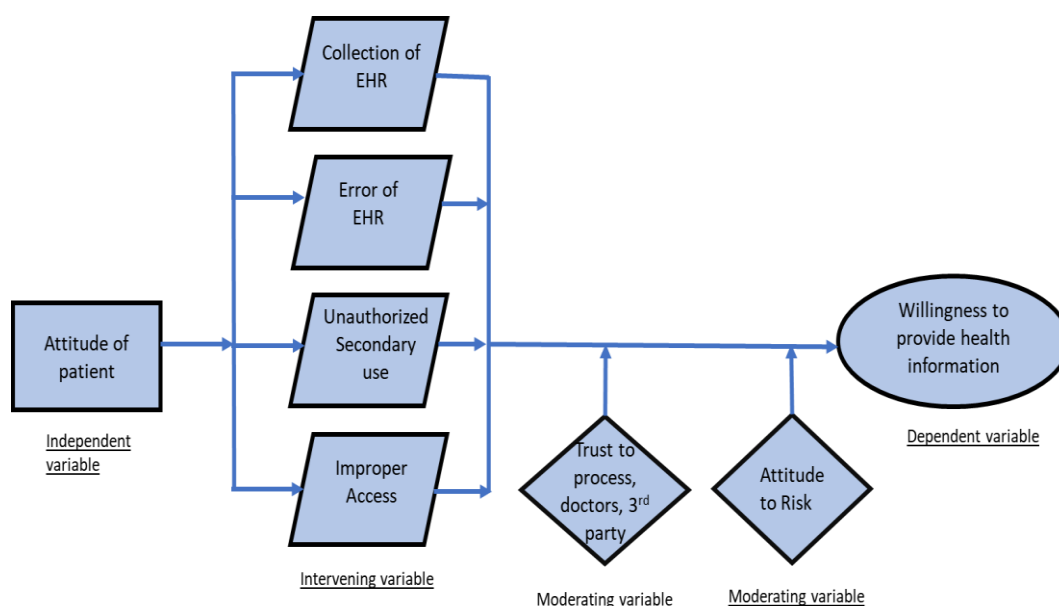 Collection of
EHR
Error of
EHR
Unauthorized
Secondary
use
Improper
Access
Attitude of
patient
Independent
variable
Intervening variable
Trust to
process,
doctors, 3rd
party
Moderating variable
Attitude
to Risk
Moderating variable
Willingness to
provide health
information
Dependent variable